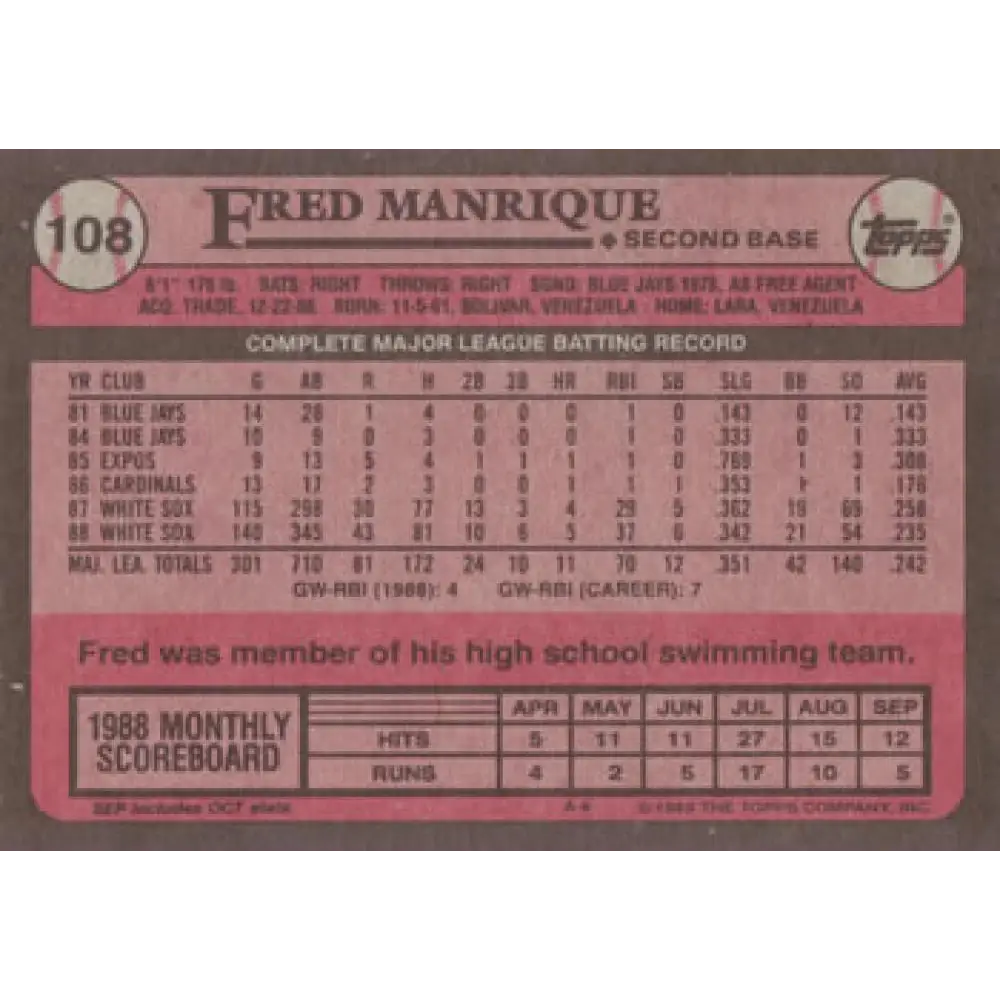 108
FRED MANRIQUE
SECOND BASE
topps®
6'1" 175 lb. BATS: RIGHT THROWS: RIGHT SGND: BLUE JAYS 1979, AS FREE AGENT
ACQ. TRADE, 12-22-86 BORN: 11-5-61, BOLIVAR, VENEZUELA HOME: LARA, VENEZUELA
COMPLETE MAJOR LEAGUE BATTING RECORD
YR CLUB G AB R H 2B 3B HR RBI SB SLG BB SO AVG
81 BLUE JAYS 14 28 1 4 0 0 0 1 0 .143 0 12 .143
84 BLUE JAYS 10 9 0 3 0 0 0 1 0 .333 0 1 .333
85 EXPOS 9 13 5 4 1 1 1 1 0 .769 1 3 .308
86 CARDINALS 13 17 2 3 0 0 1 1 1 .353 1 .176
87 WHITE SOX 115 298 30 77 13 3 4 29 5 .362 19 69 .258
88 WHITE SOX 140 345 43 81 10 6 5 37 6 .342 21 54 .235
MAJ. LEA. TOTALS 301 710 81 172 24 10 11 70 12 .351 42 140 .242
GW-RBI (1988): 4 GW-RBI (CAREER): 7
Fred was member of his high school swimming team.
1988 MONTHLY
SCOREBOARD
APR MAY JUN JUL AUG SEP
HITS 5 11 11 27 15 12
RUNS 4 2 5 17 10 5
SEP includes OCT stats
© 1989 THE TOPPS COMPANY, INC.